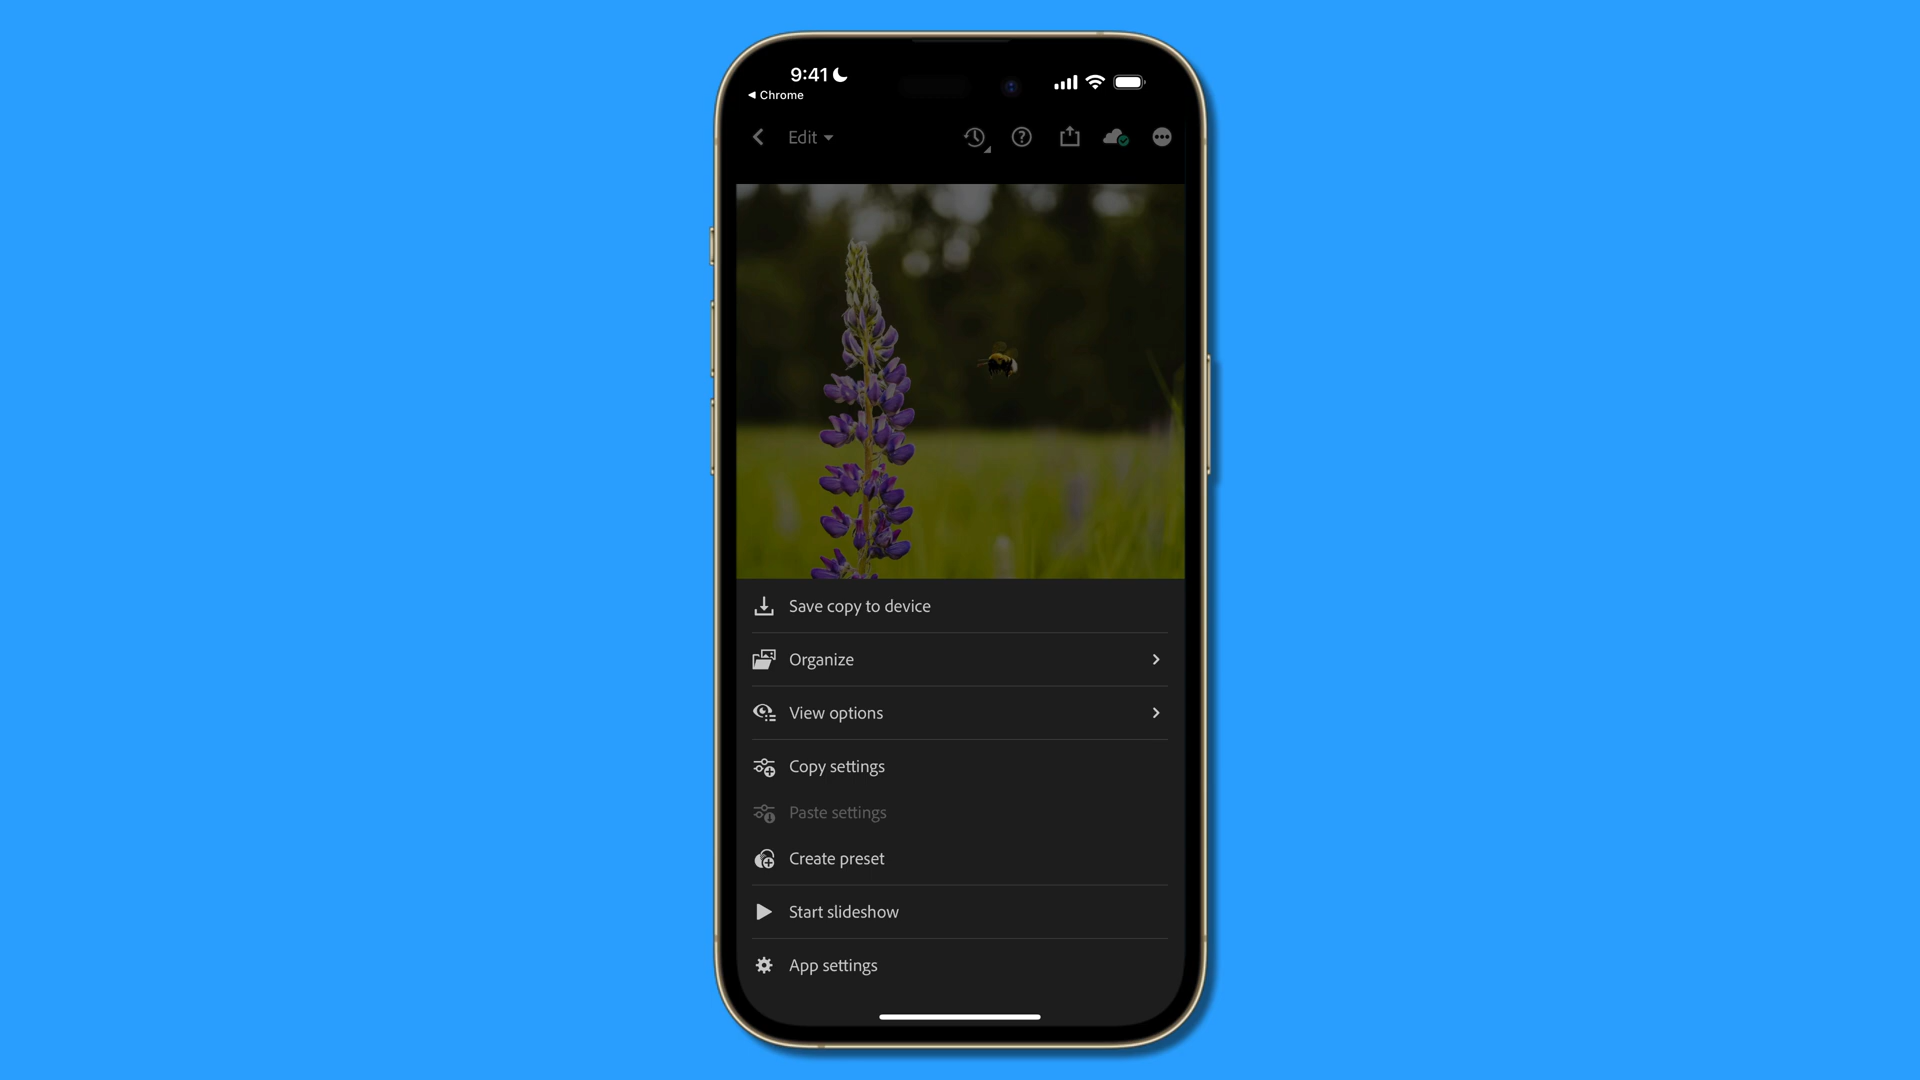 9:41
◀ Chrome
Edit
Save copy to device
Organize
View options
Copy settings
Paste settings
Create preset
Start slideshow
App settings